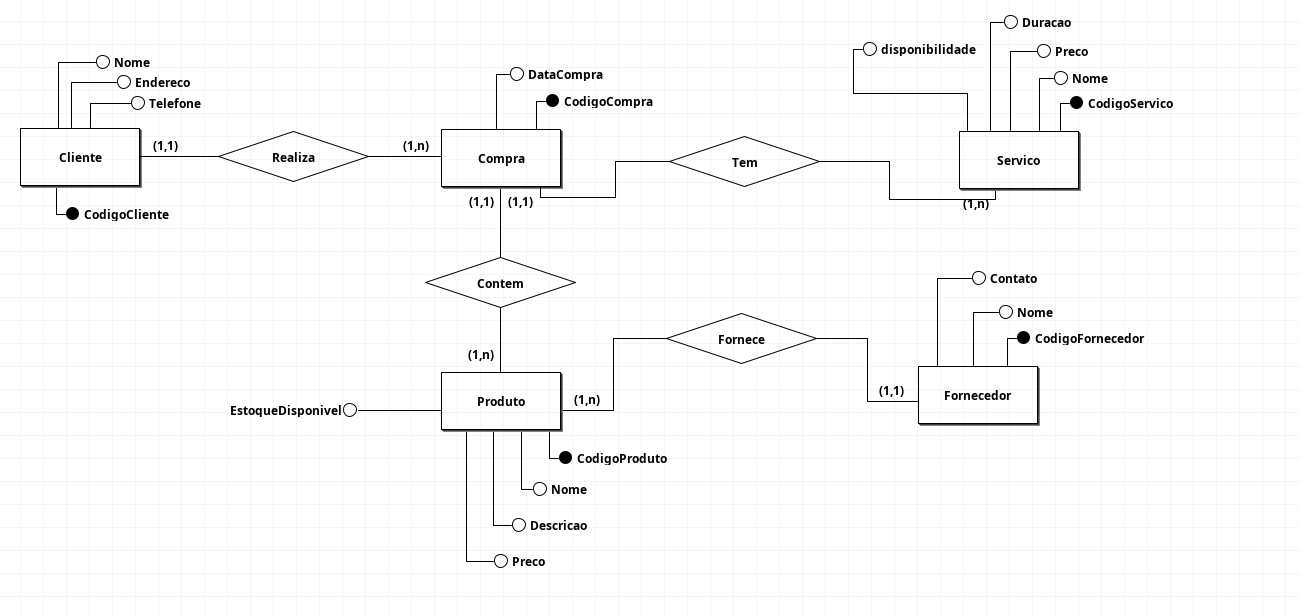 Duracao
disponibilidade
Preco
Nome
Nome
DataCompra
Endereco
CodigoCompra
Telefone
CodigoServico
(1,1)
(1,n)
Cliente
Realiza
Compra
Tem
Servico
CodigoCliente
(1,1)
(1,1)
(1,n)
Contem
Contato
Nome
Fornece
CodigoFornecedor
(1,n)
(1,1)
Fornecedor
(1,n)
Produto
EstoqueDisponivel
CodigoProduto
Nome
Descricao
Preco